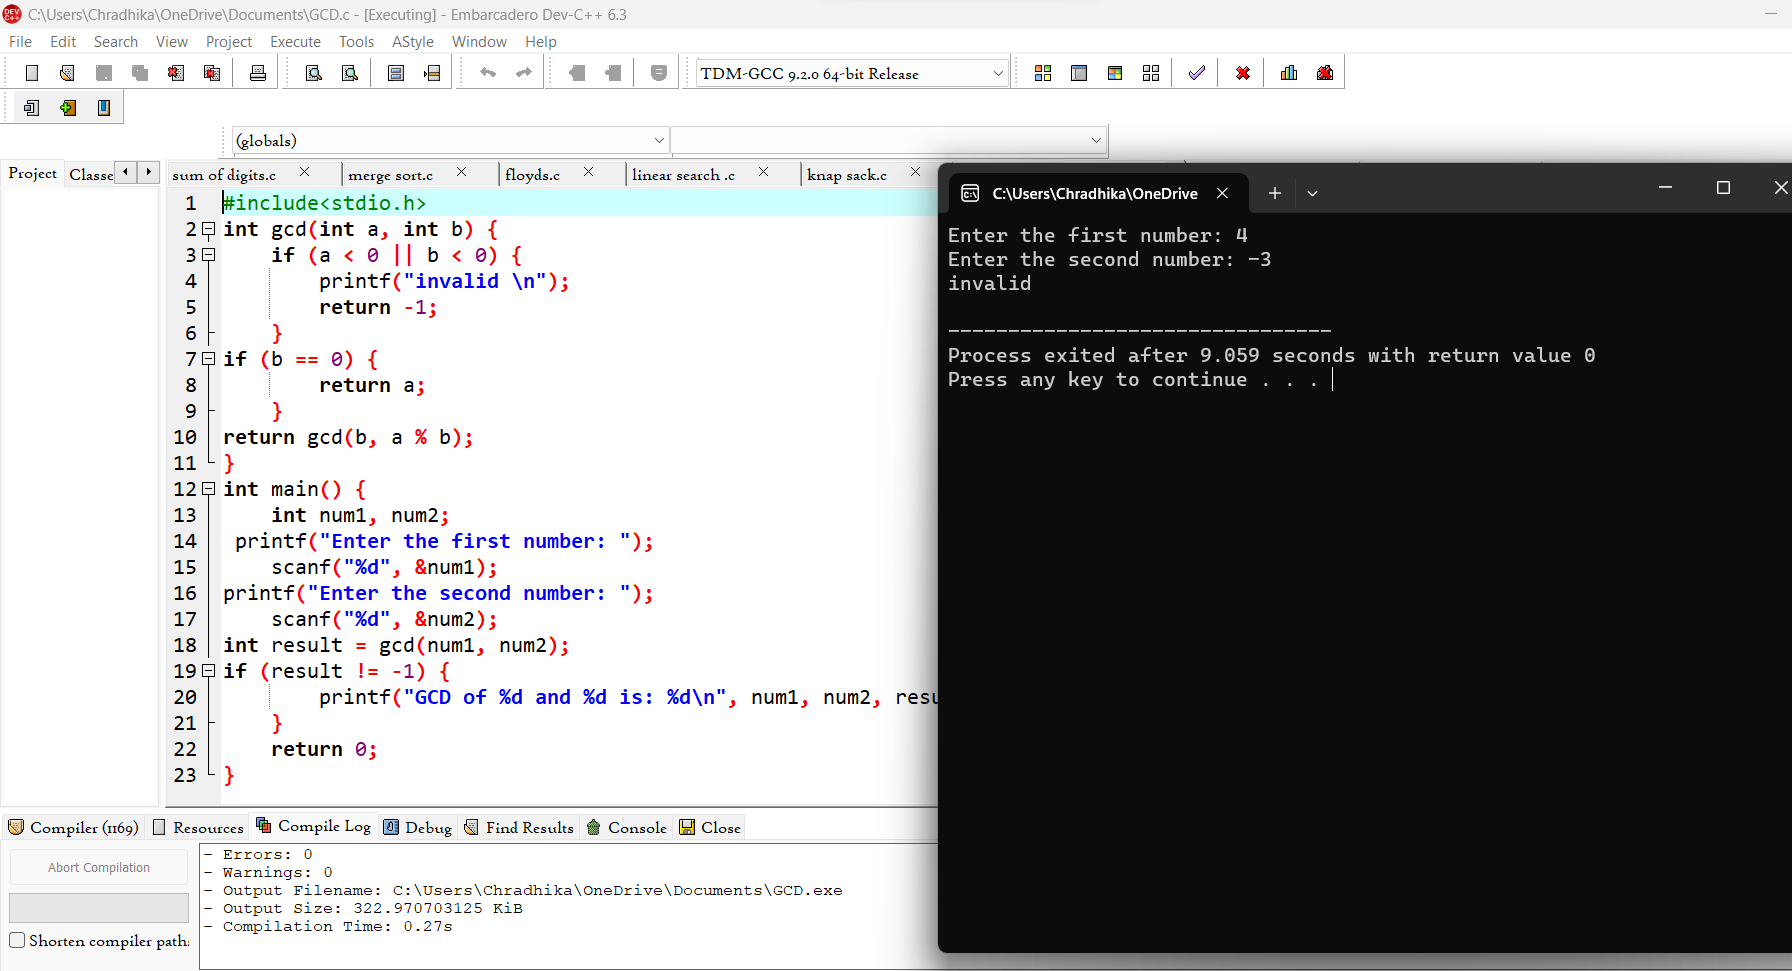 C:\Users\Chradhika\OneDrive\Documents\GCD.c - [Executing] - Embarcadero Dev-C++ 6.3
File Edit Search View Project Execute Tools AStyle Window Help
TDM-GCC 9.2.0 64-bit Release
(globals)
Project Classe
sum of digits.c merge sort.c floyds.c linear search .c knap sack.c
1 #include<stdio.h>
2 int gcd(int a, int b) {
3 if (a < 0 || b < 0) {
4 printf("invalid \n");
5 return -1;
6 }
7 if (b == 0) {
8 return a;
9 }
10 return gcd(b, a % b);
11 }
12 int main() {
13 int num1, num2;
14 printf("Enter the first number: ");
15 scanf("%d", &num1);
16 printf("Enter the second number: ");
17 scanf("%d", &num2);
18 int result = gcd(num1, num2);
19 if (result != -1) {
20 printf("GCD of %d and %d is: %d\n", num1, num2, resu
21 }
22 return 0;
23 }
C:\Users\Chradhika\OneDrive
Enter the first number: 4
Enter the second number: -3
invalid
--------------------------------
Process exited after 9.059 seconds with return value 0
Press any key to continue . . .
Compiler (1169) Resources Compile Log Debug Find Results Console Close
Abort Compilation
Shorten compiler path
- Errors: 0
- Warnings: 0
- Output Filename: C:\Users\Chradhika\OneDrive\Documents\GCD.exe
- Output Size: 322.970703125 KiB
- Compilation Time: 0.27s